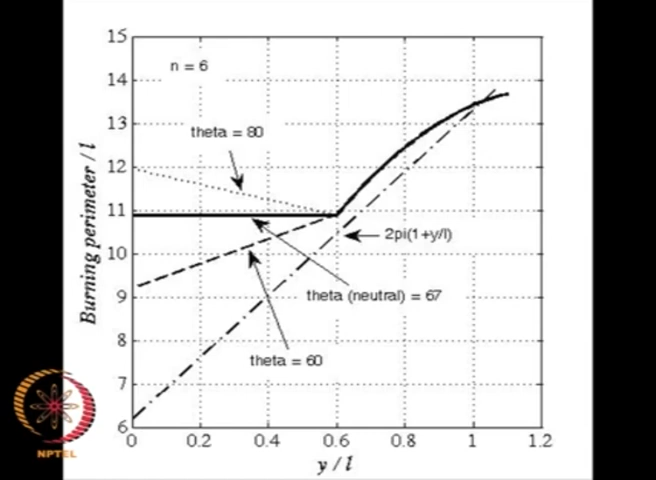 15
14
13
12
11
10
9
8
7
6
Burning perimeter / l
n = 6
theta = 80
2pi(1+y/l)
theta (neutral) = 67
theta = 60
0
0.2
0.4
0.6
0.8
1
1.2
y / l
NPTEL